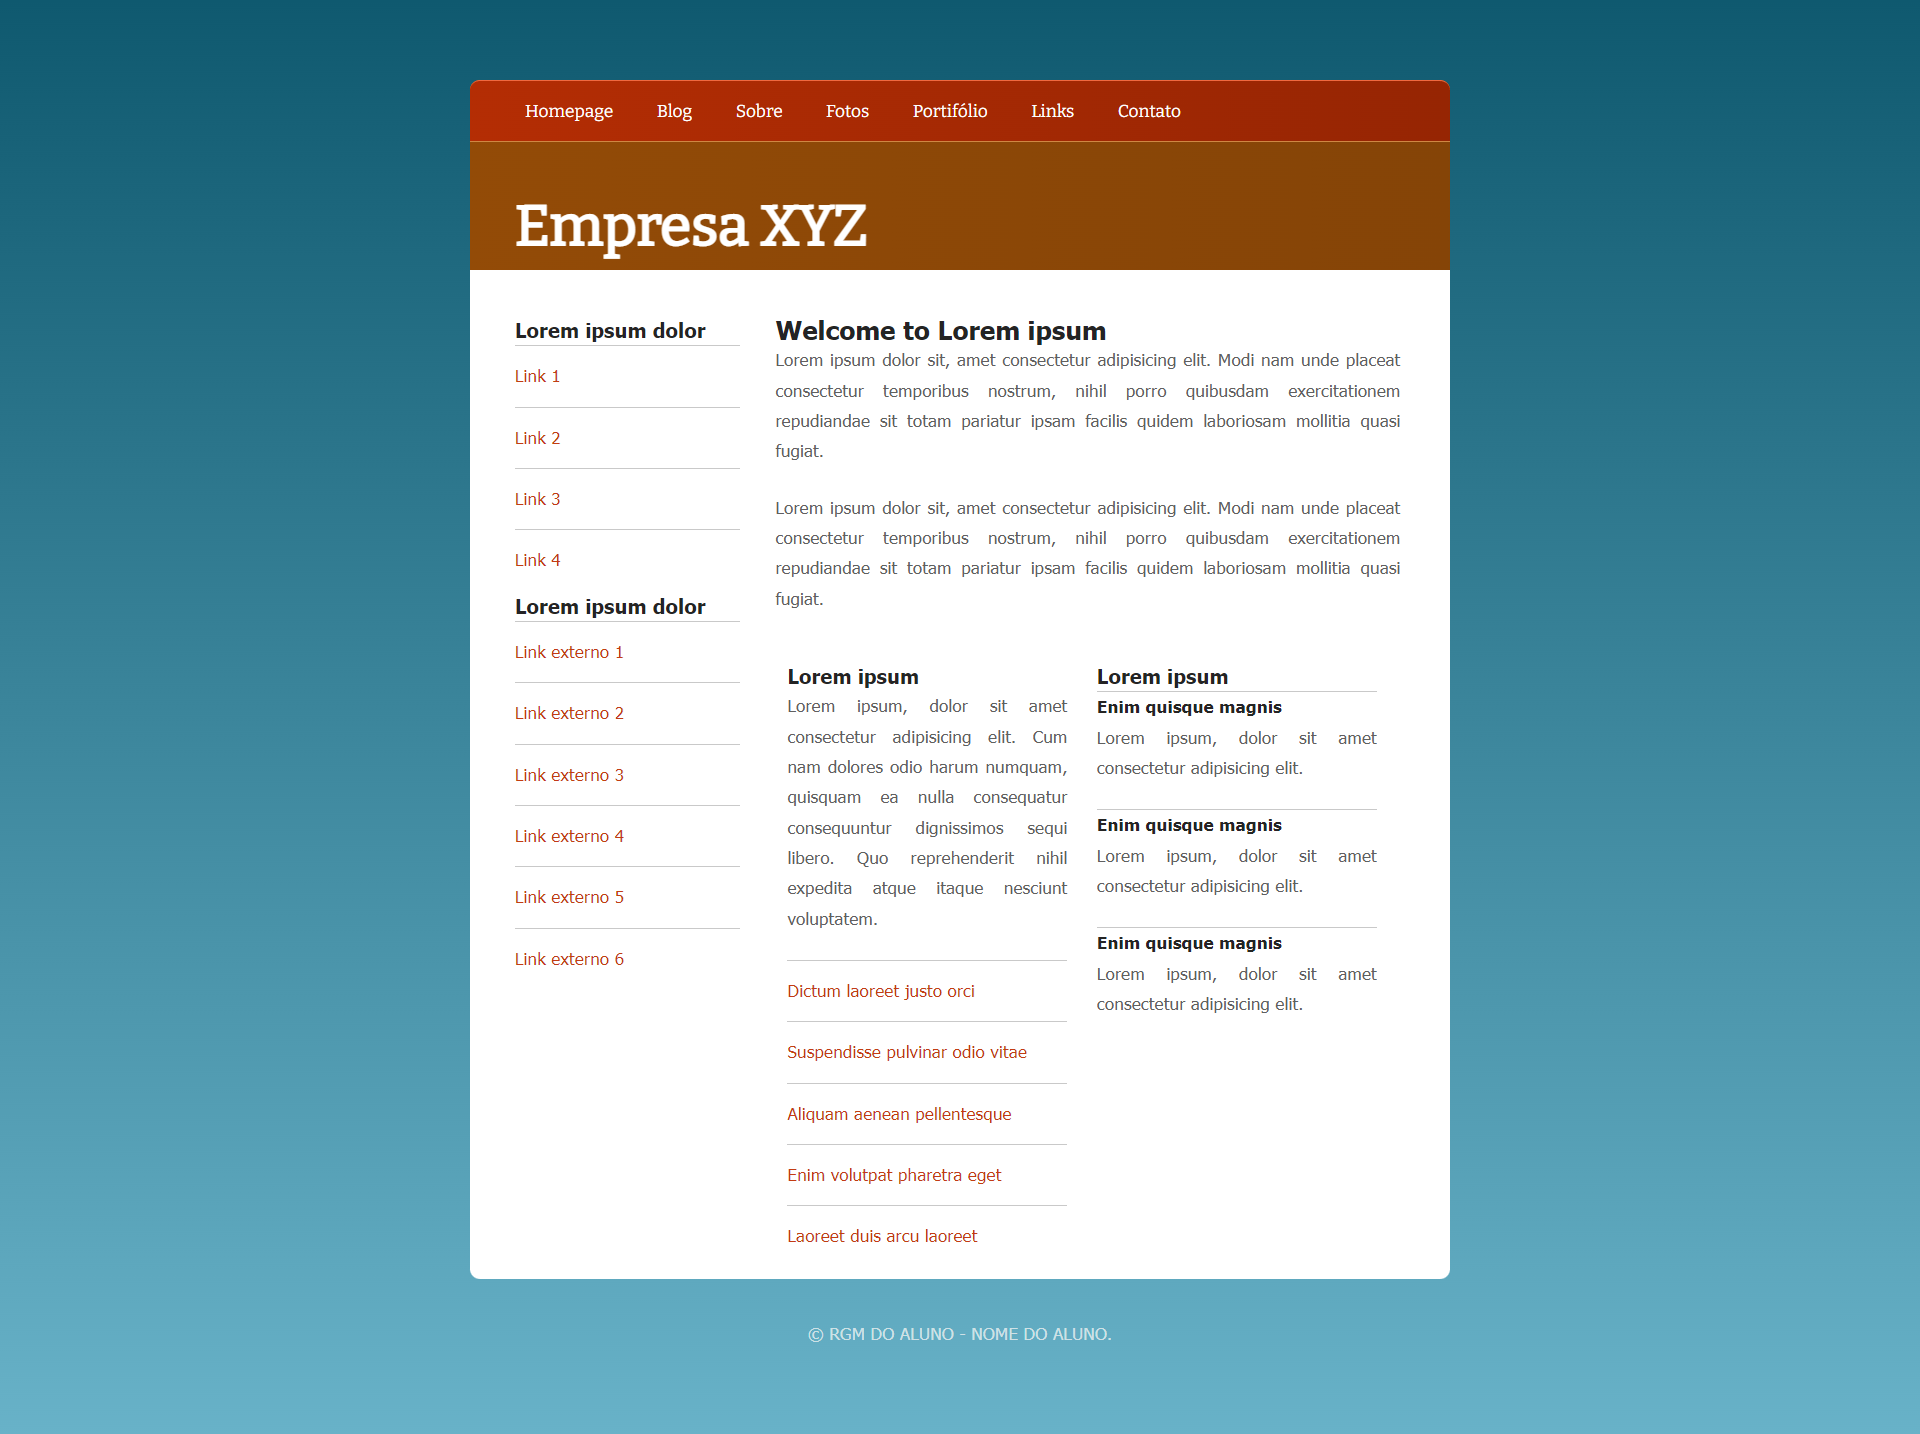 Homepage Blog Sobre Fotos Portifólio Links Contato
Empresa XYZ
Lorem ipsum dolor
Link 1
Link 2
Link 3
Link 4
Lorem ipsum dolor
Link externo 1
Link externo 2
Link externo 3
Link externo 4
Link externo 5
Link externo 6
Welcome to Lorem ipsum
Lorem ipsum dolor sit, amet consectetur adipisicing elit. Modi nam unde placeat
consectetur temporibus nostrum, nihil porro quibusdam exercitationem
repudiandae sit totam pariatur ipsam facilis quidem laboriosam mollitia quasi
fugiat.
Lorem ipsum dolor sit, amet consectetur adipisicing elit. Modi nam unde placeat
consectetur temporibus nostrum, nihil porro quibusdam exercitationem
repudiandae sit totam pariatur ipsam facilis quidem laboriosam mollitia quasi
fugiat.
Lorem ipsum
Lorem ipsum, dolor sit amet
consectetur adipisicing elit. Cum
nam dolores odio harum numquam,
quisquam ea nulla consequatur
consequuntur dignissimos sequi
libero. Quo reprehenderit nihil
expedita atque itaque nesciunt
voluptatem.
Dictum laoreet justo orci
Suspendisse pulvinar odio vitae
Aliquam aenean pellentesque
Enim volutpat pharetra eget
Laoreet duis arcu laoreet
Lorem ipsum
Enim quisque magnis
Lorem ipsum, dolor sit amet
consectetur adipisicing elit.
Enim quisque magnis
Lorem ipsum, dolor sit amet
consectetur adipisicing elit.
Enim quisque magnis
Lorem ipsum, dolor sit amet
consectetur adipisicing elit.
© RGM DO ALUNO - NOME DO ALUNO.